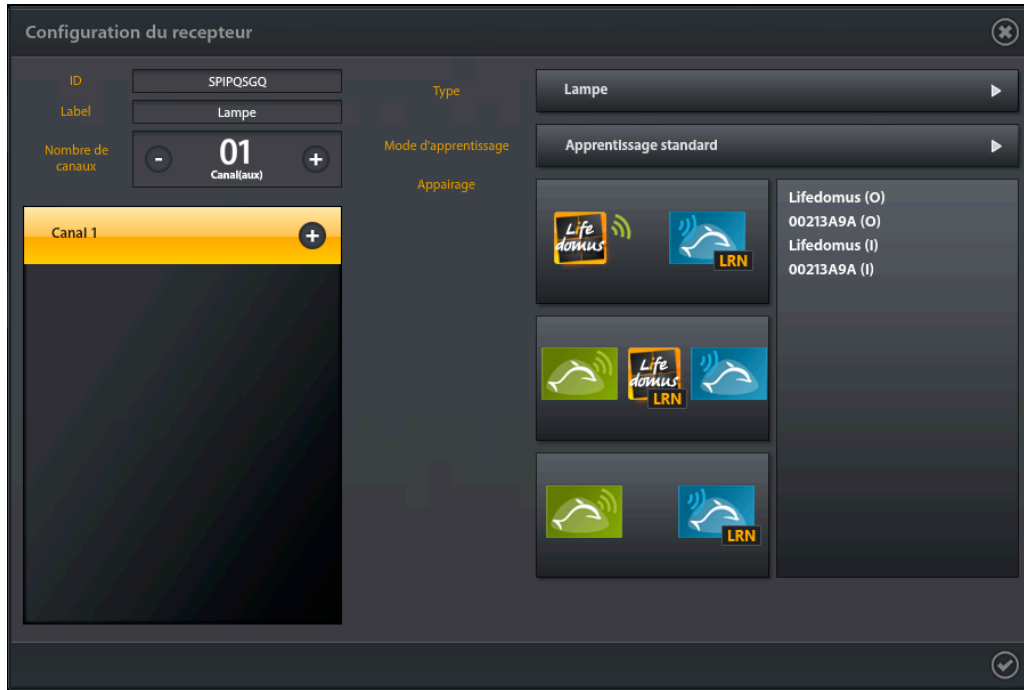 Configuration du recepteur
ID
SPIPQSGQ
Label
Lampe
Nombre de
canaux
-
01
+
Canal(aux)
Canal 1
+
Type
Lampe
Mode d'apprentissage
Apprentissage standard
Appairage
Life
domus
LRN
Life
domus
LRN
LRN
Lifedomus (O)
00213A9A (O)
Lifedomus (I)
00213A9A (I)